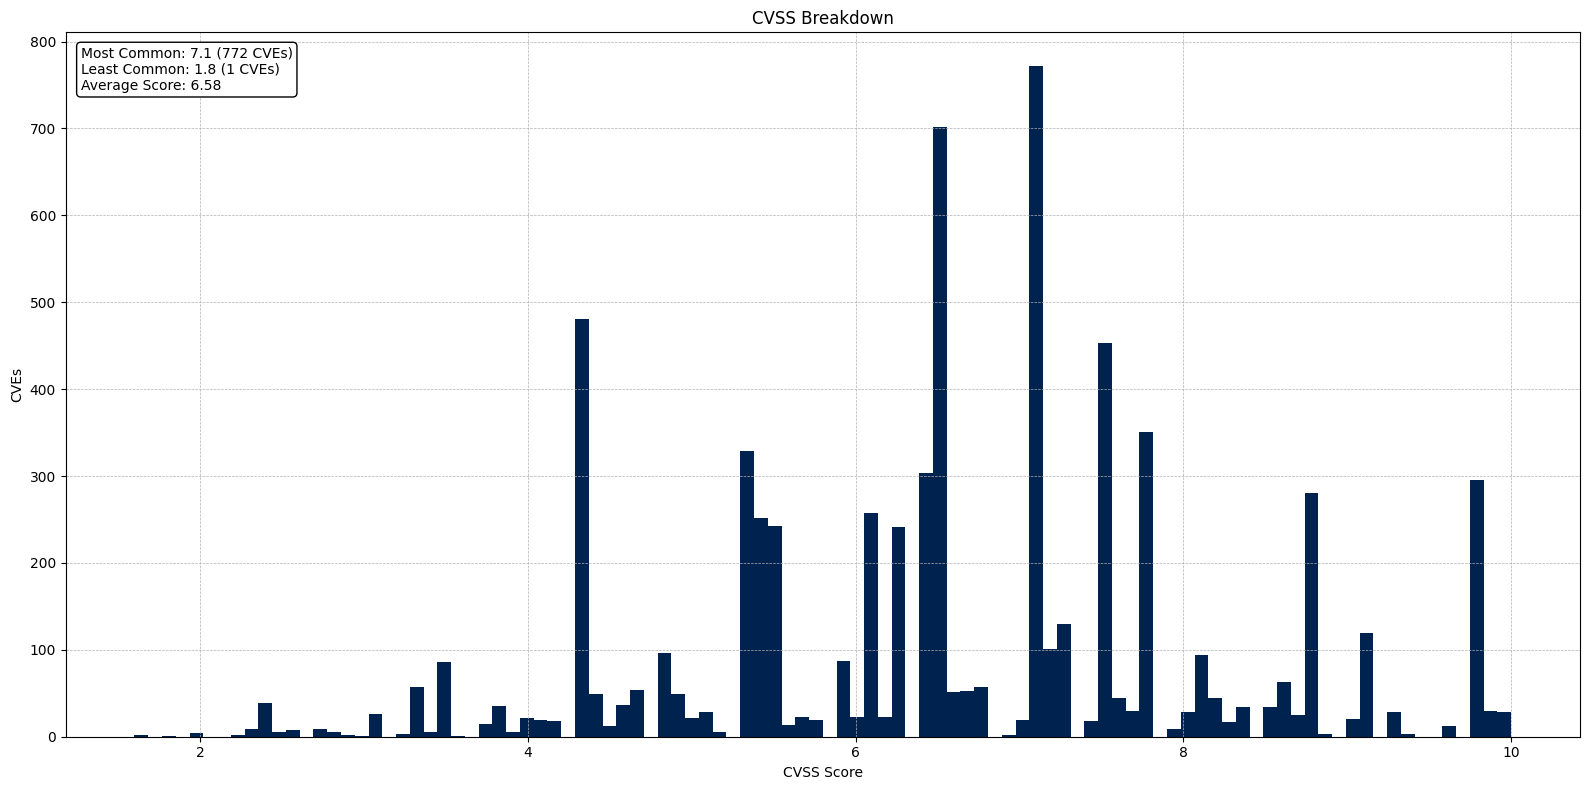 CVSS Breakdown
Most Common: 7.1 (772 CVEs)
Least Common: 1.8 (1 CVEs)
Average Score: 6.58
800
700
600
500
400
300
200
100
0
CVEs
2 4 6 8 10
CVSS Score